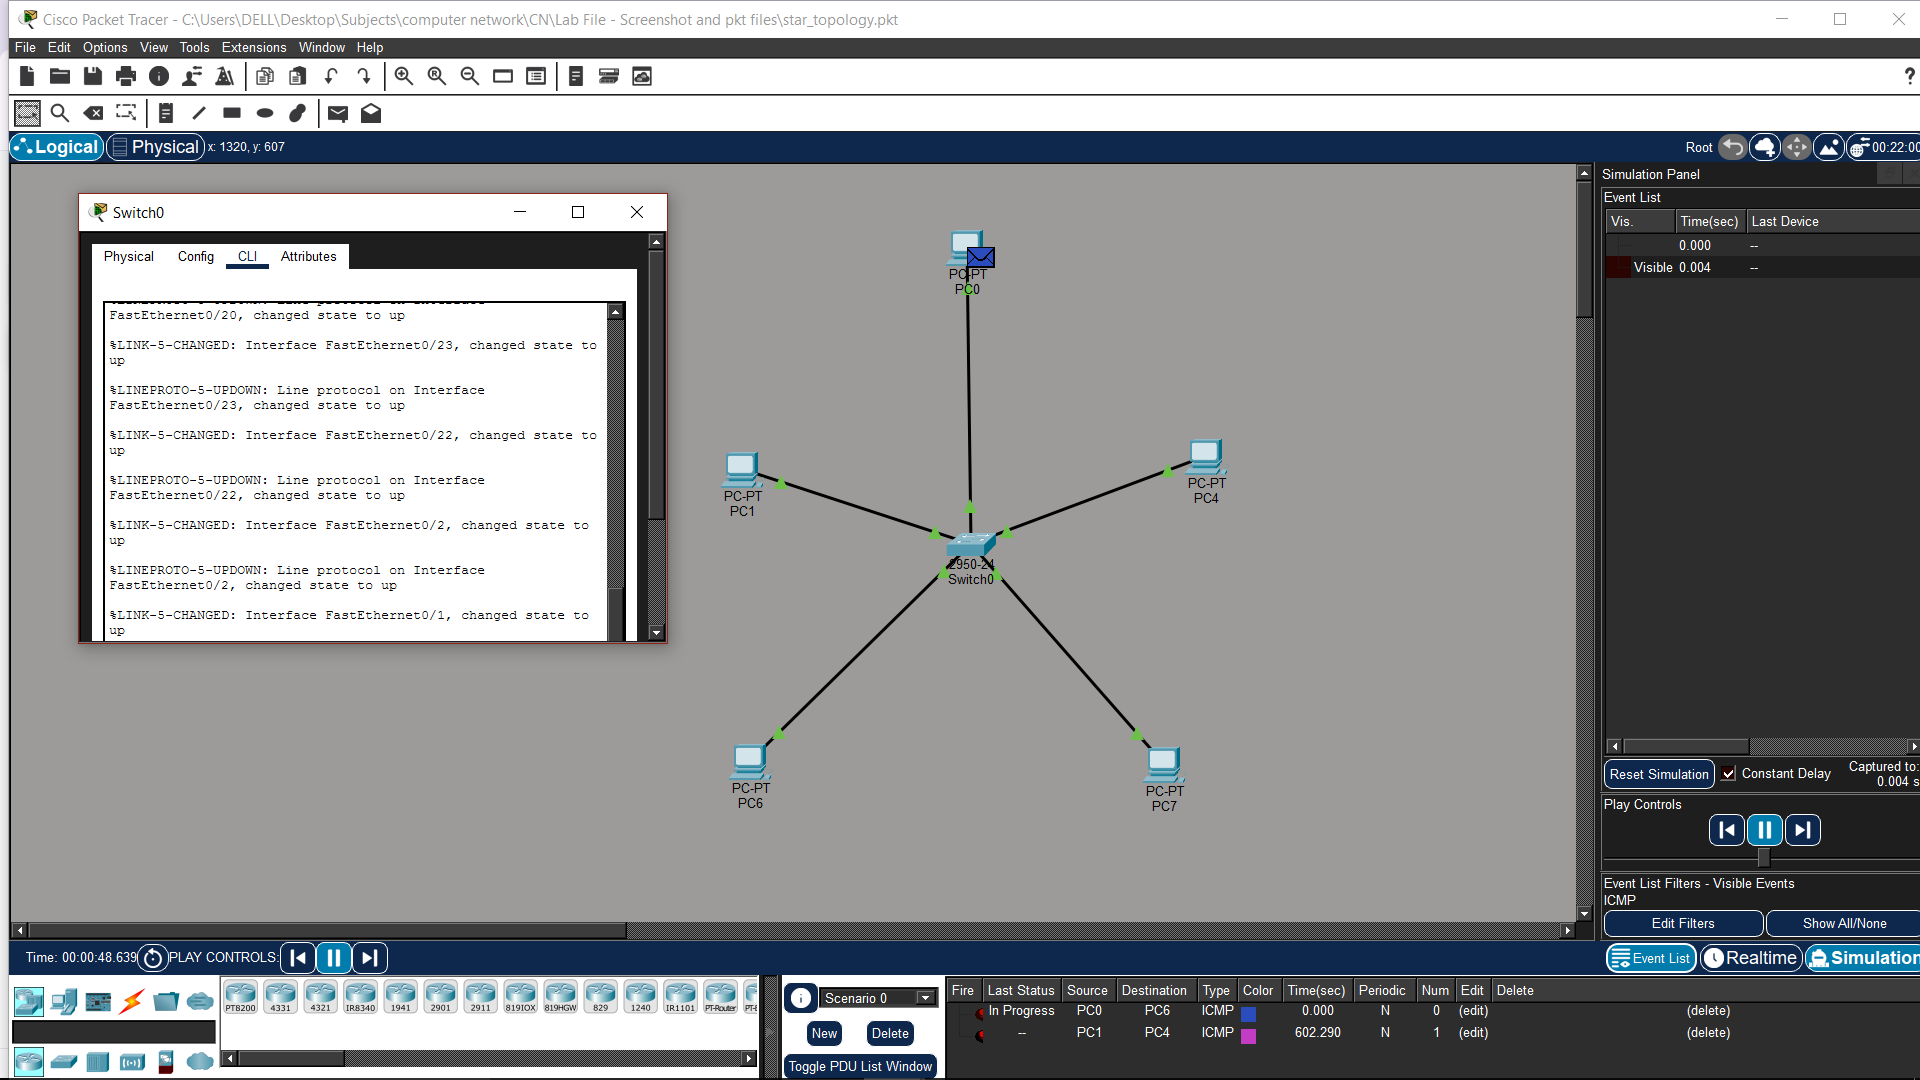 Cisco Packet Tracer - C:\Users\DELL\Desktop\Subjects\computer network\CN\Lab File - Screenshot and pkt files\star_topology.pkt
File Edit Options View Tools Extensions Window Help
?
Logical Physical x: 1320, y: 607
Root 00:22:00
Switch0
Physical Config CLI Attributes
FastEthernet0/20, changed state to up
%LINK-5-CHANGED: Interface FastEthernet0/23, changed state to
up
%LINEPROTO-5-UPDOWN: Line protocol on Interface
FastEthernet0/23, changed state to up
%LINK-5-CHANGED: Interface FastEthernet0/22, changed state to
up
%LINEPROTO-5-UPDOWN: Line protocol on Interface
FastEthernet0/22, changed state to up
%LINK-5-CHANGED: Interface FastEthernet0/2, changed state to
up
%LINEPROTO-5-UPDOWN: Line protocol on Interface
FastEthernet0/2, changed state to up
%LINK-5-CHANGED: Interface FastEthernet0/1, changed state to
up
PC-PT
PC0
PC-PT
PC1
PC-PT
PC4
2950-24
Switch0
PC-PT
PC6
PC-PT
PC7
Simulation Panel
Event List
Vis. Time(sec) Last Device
0.000 --
Visible 0.004 --
Reset Simulation Constant Delay Captured to:
0.004 s
Play Controls
Event List Filters - Visible Events
ICMP
Edit Filters Show All/None
Time: 00:00:48.639 PLAY CONTROLS:
Event List Realtime Simulation
PT8200 4331 4321 IR8340 1941 2901 2911 819IOX 819HGW 829 1240 IR1101 PT-Router
Scenario 0
New Delete
Toggle PDU List Window
Fire Last Status Source Destination Type Color Time(sec) Periodic Num Edit Delete
In Progress PC0 PC6 ICMP 0.000 N 0 (edit) (delete)
-- PC1 PC4 ICMP 602.290 N 1 (edit) (delete)